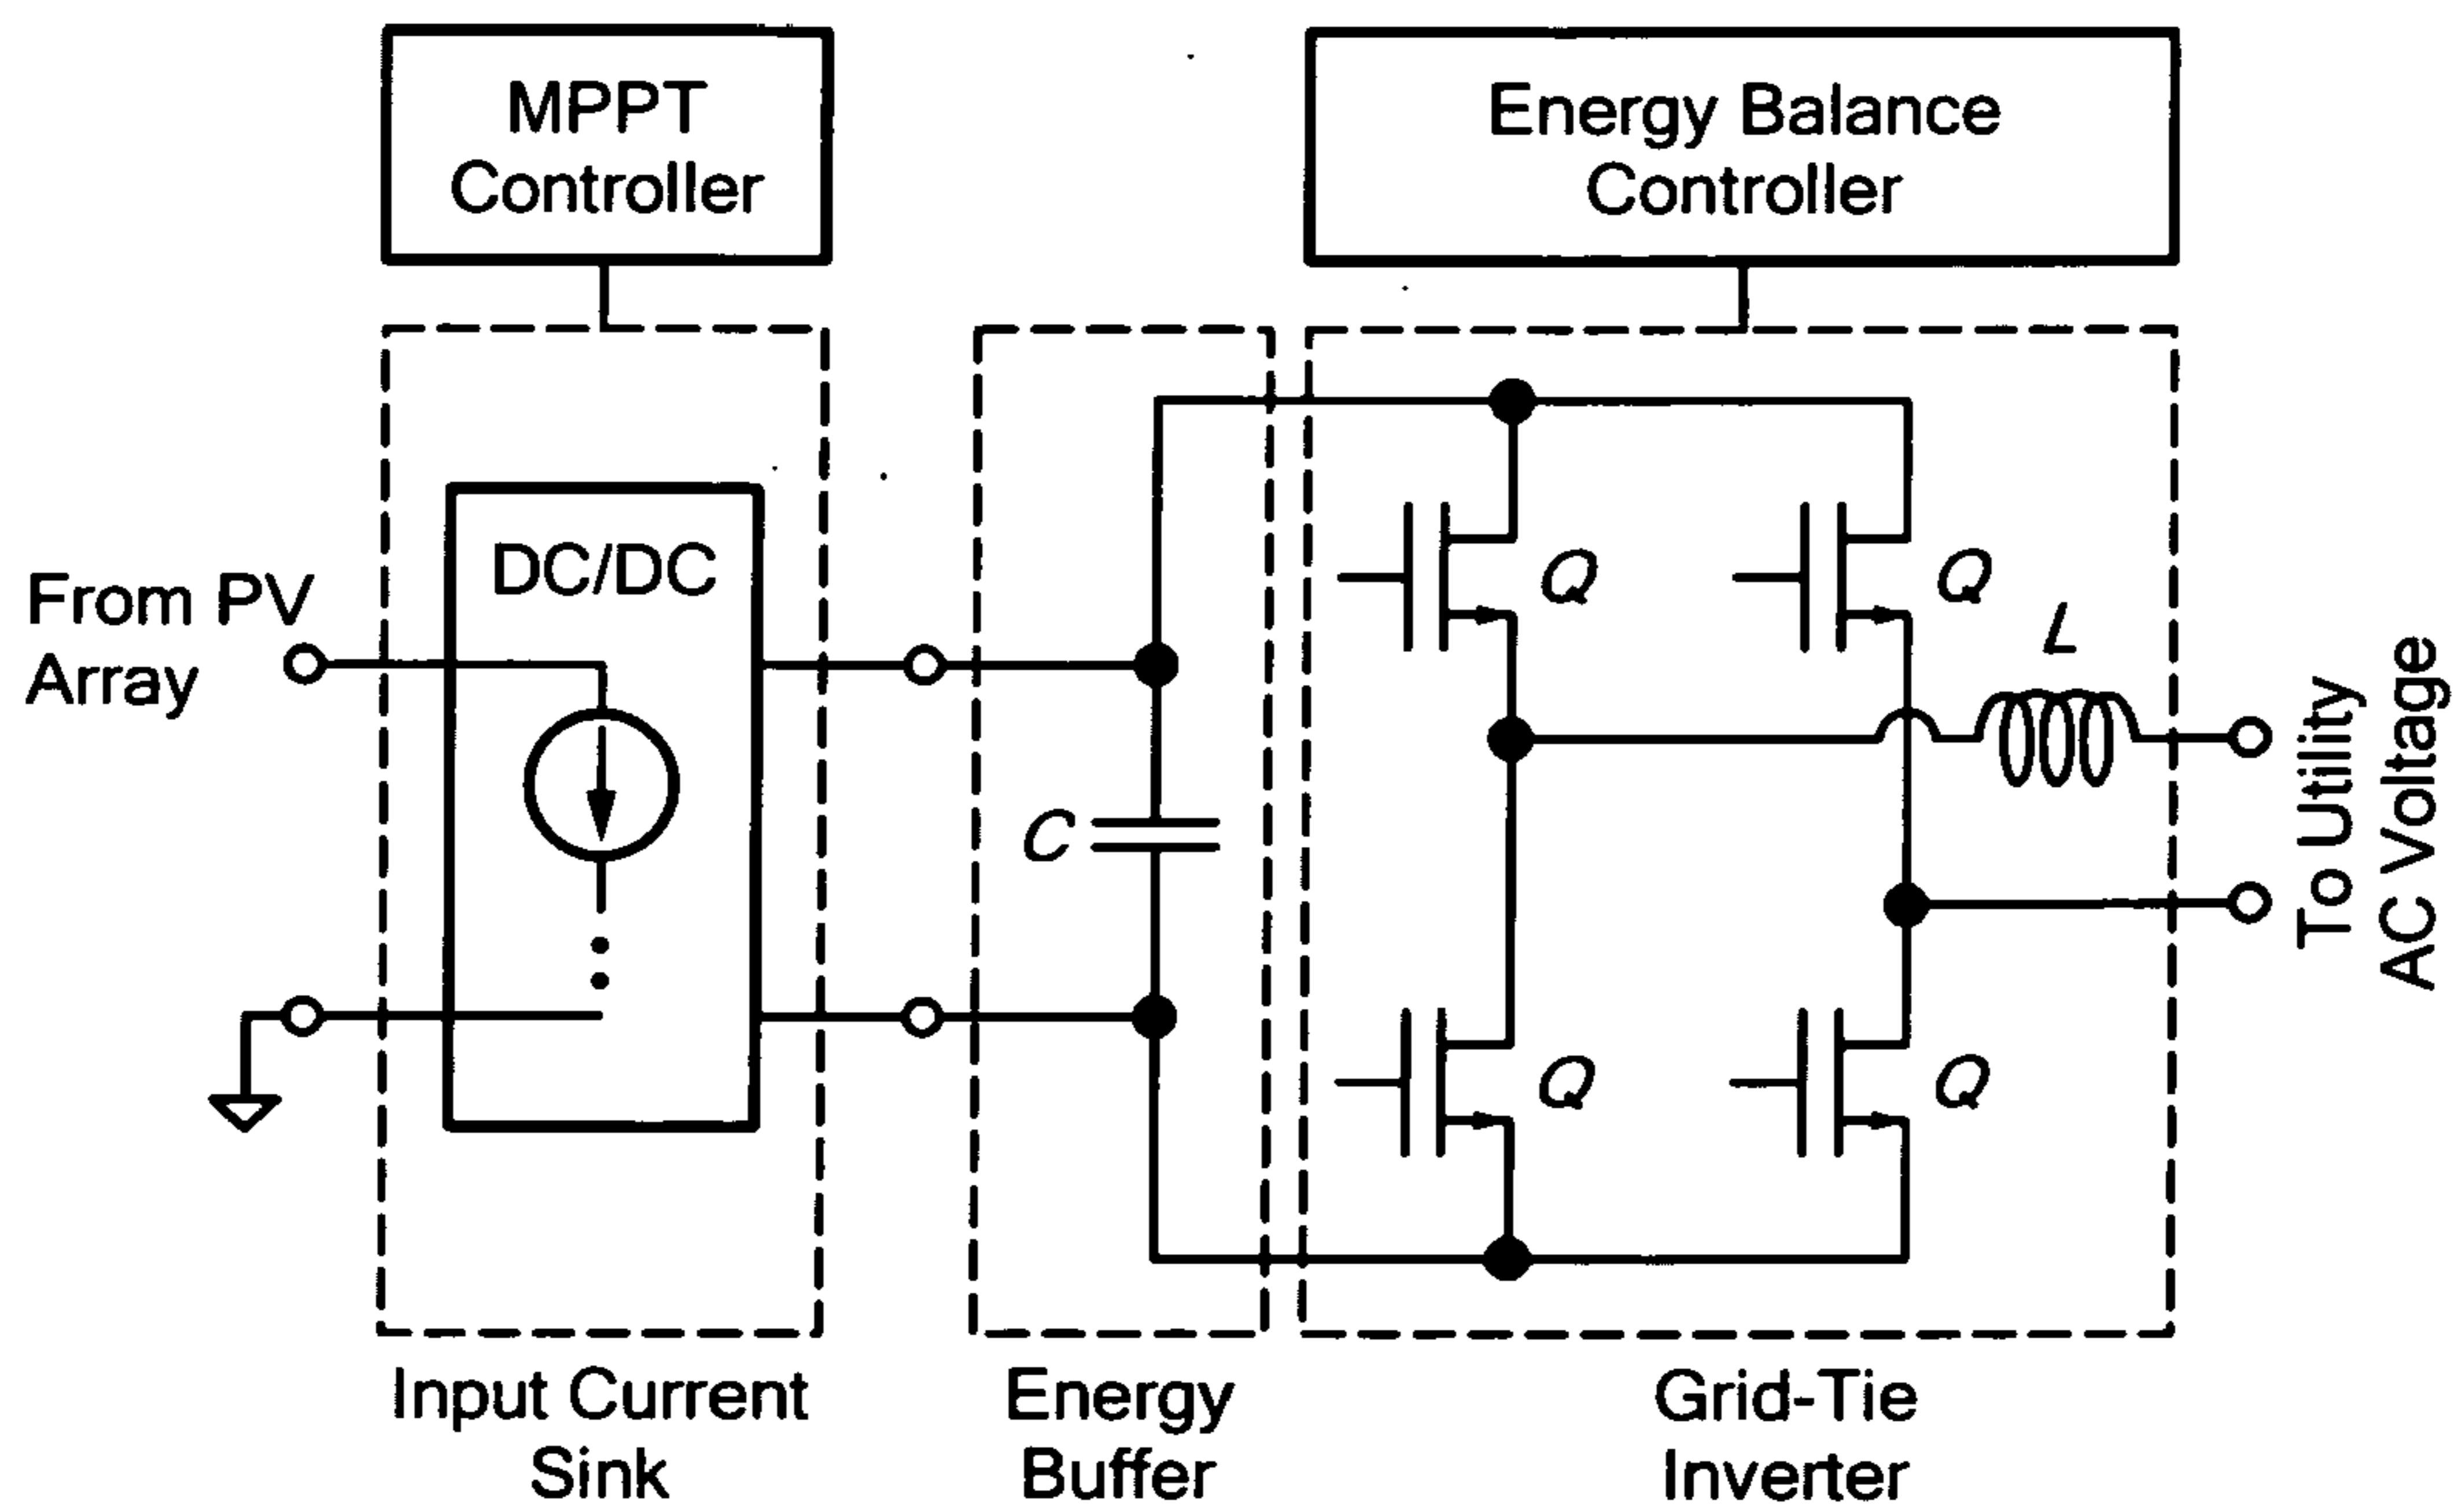 MPPT
Controller
Energy Balance
Controller
From PV
Array
DC/DC
C
Q
Q
L
Q
Q
To Utility
AC Voltage
Input Current
Sink
Energy
Buffer
Grid-Tie
Inverter